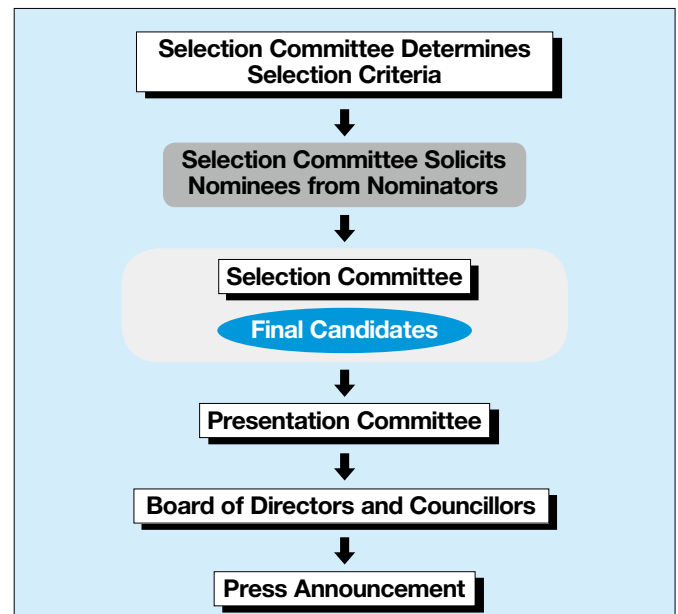 Selection Committee Determines
Selection Criteria
Selection Committee Solicits
Nominees from Nominators
Selection Committee
Final Candidates
Presentation Committee
Board of Directors and Councillors
Press Announcement